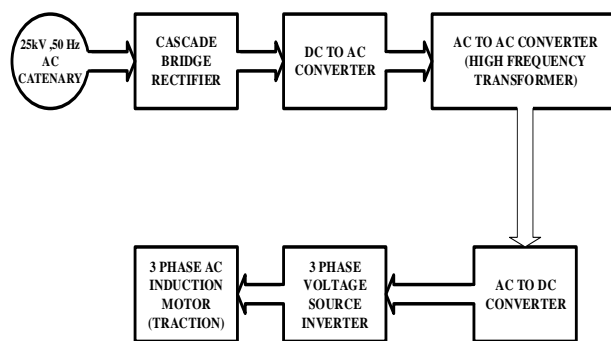 25kV ,50 Hz
AC
CATENARY
CASCADE
BRIDGE
RECTIFIER
DC TO AC
CONVERTER
AC TO AC CONVERTER
(HIGH FREQUENCY
TRANSFORMER)
3 PHASE AC
INDUCTION
MOTOR
(TRACTION)
3 PHASE
VOLTAGE
SOURCE
INVERTER
AC TO DC
CONVERTER